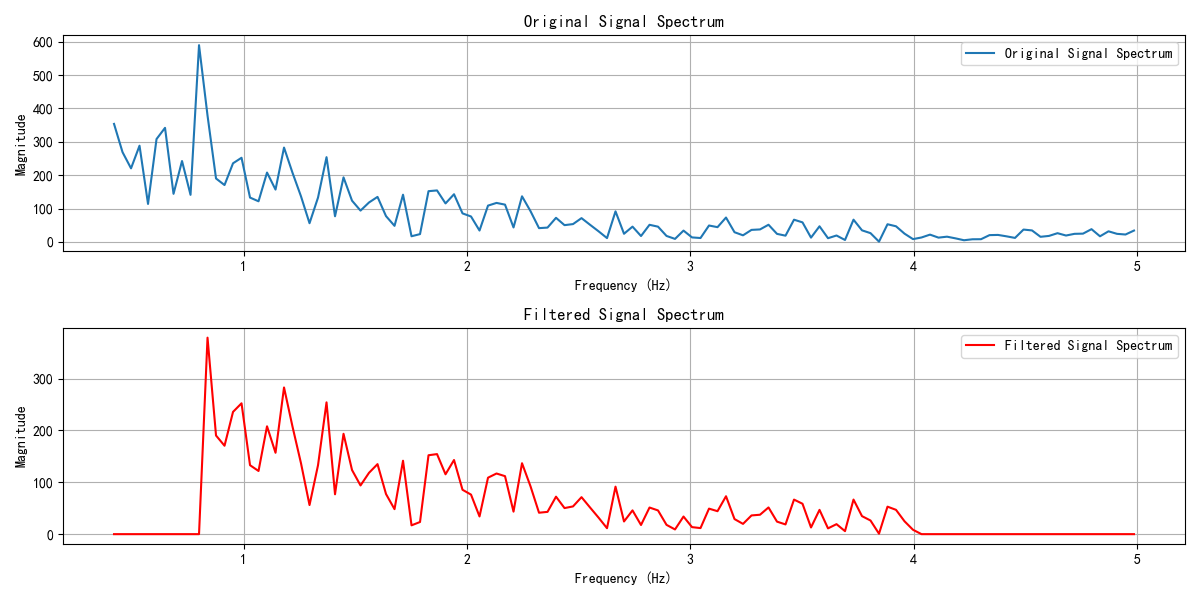 Original Signal Spectrum
600
500
400
300
200
100
0
Magnitude
Original Signal Spectrum
1 2 3 4 5
Frequency (Hz)
Filtered Signal Spectrum
300
200
100
0
Magnitude
Filtered Signal Spectrum
1 2 3 4 5
Frequency (Hz)